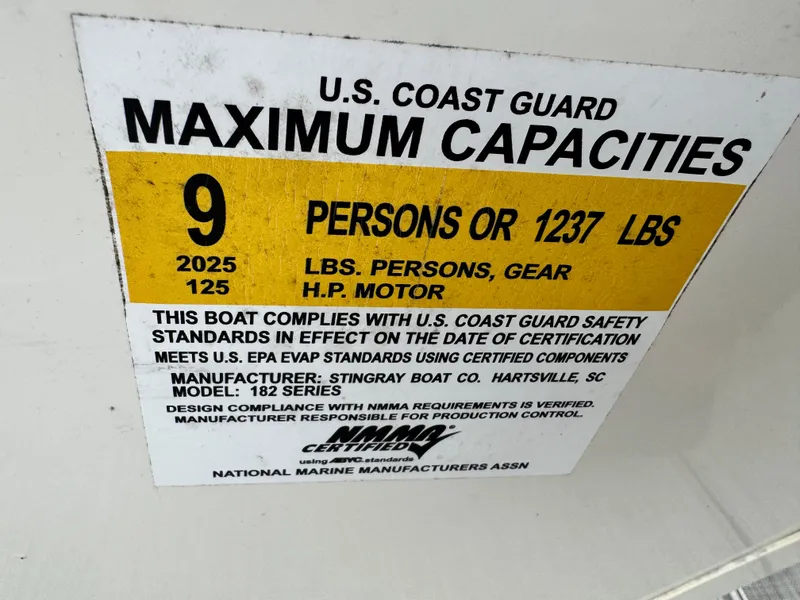 U.S. COAST GUARD
MAXIMUM CAPACITIES
9 PERSONS OR 1237 LBS
2025 LBS. PERSONS, GEAR
125 H.P. MOTOR
THIS BOAT COMPLIES WITH U.S. COAST GUARD SAFETY
STANDARDS IN EFFECT ON THE DATE OF CERTIFICATION
MEETS U.S. EPA EVAP STANDARDS USING CERTIFIED COMPONENTS
MANUFACTURER: STINGRAY BOAT CO. HARTSVILLE, SC
MODEL: 182 SERIES
DESIGN COMPLIANCE WITH NMMA REQUIREMENTS IS VERIFIED.
MANUFACTURER RESPONSIBLE FOR PRODUCTION CONTROL.
NMMA
CERTIFIED
using ABYC standards
NATIONAL MARINE MANUFACTURERS ASSN